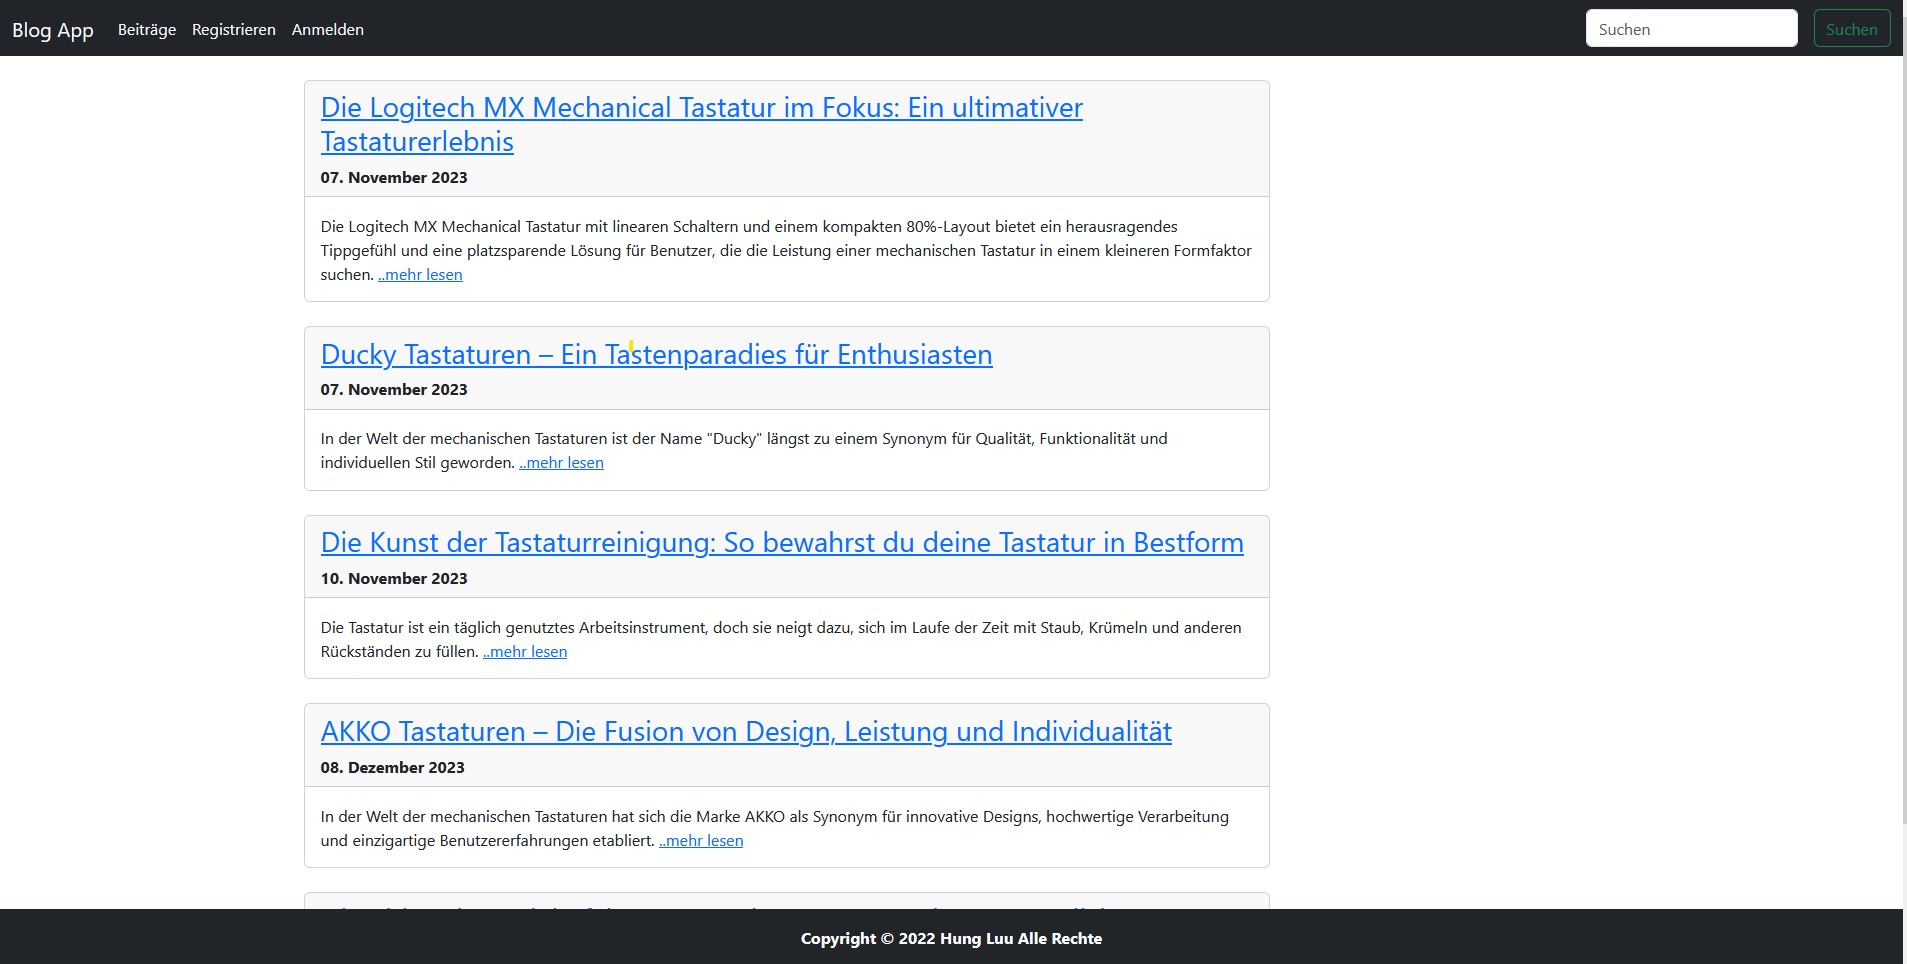 Blog App Beiträge Registrieren Anmelden Suchen Suchen
Die Logitech MX Mechanical Tastatur im Fokus: Ein ultimativer
Tastaturerlebnis
07. November 2023
Die Logitech MX Mechanical Tastatur mit linearen Schaltern und einem kompakten 80%-Layout bietet ein herausragendes
Tippgefühl und eine platzsparende Lösung für Benutzer, die die Leistung einer mechanischen Tastatur in einem kleineren Formfaktor
suchen. ..mehr lesen
Ducky Tastaturen – Ein Tastenparadies für Enthusiasten
07. November 2023
In der Welt der mechanischen Tastaturen ist der Name "Ducky" längst zu einem Synonym für Qualität, Funktionalität und
individuellen Stil geworden. ..mehr lesen
Die Kunst der Tastaturreinigung: So bewahrst du deine Tastatur in Bestform
10. November 2023
Die Tastatur ist ein täglich genutztes Arbeitsinstrument, doch sie neigt dazu, sich im Laufe der Zeit mit Staub, Krümeln und anderen
Rückständen zu füllen. ..mehr lesen
AKKO Tastaturen – Die Fusion von Design, Leistung und Individualität
08. Dezember 2023
In der Welt der mechanischen Tastaturen hat sich die Marke AKKO als Synonym für innovative Designs, hochwertige Verarbeitung
und einzigartige Benutzererfahrungen etabliert. ..mehr lesen
Copyright © 2022 Hung Luu Alle Rechte